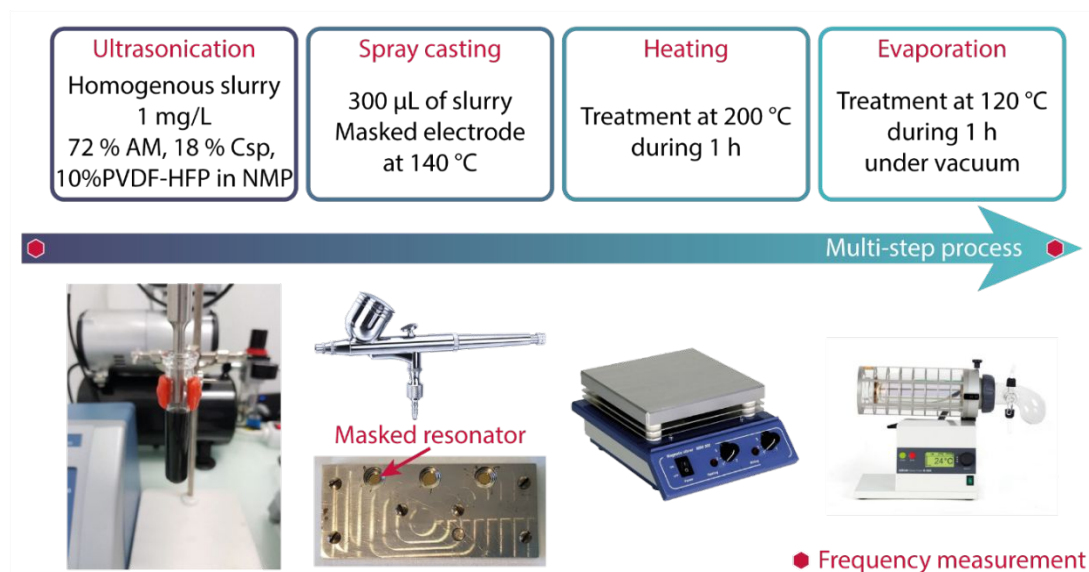 Ultrasonication
Homogenous slurry
1 mg/L
72 % AM, 18 % Csp,
10%PVDF-HFP in NMP
Spray casting
300 µL of slurry
Masked electrode
at 140 °C
Heating
Treatment at 200 °C
during 1 h
Evaporation
Treatment at 120 °C
during 1 h
under vacuum
Multi-step process
Masked resonator
24°C
Frequency measurement